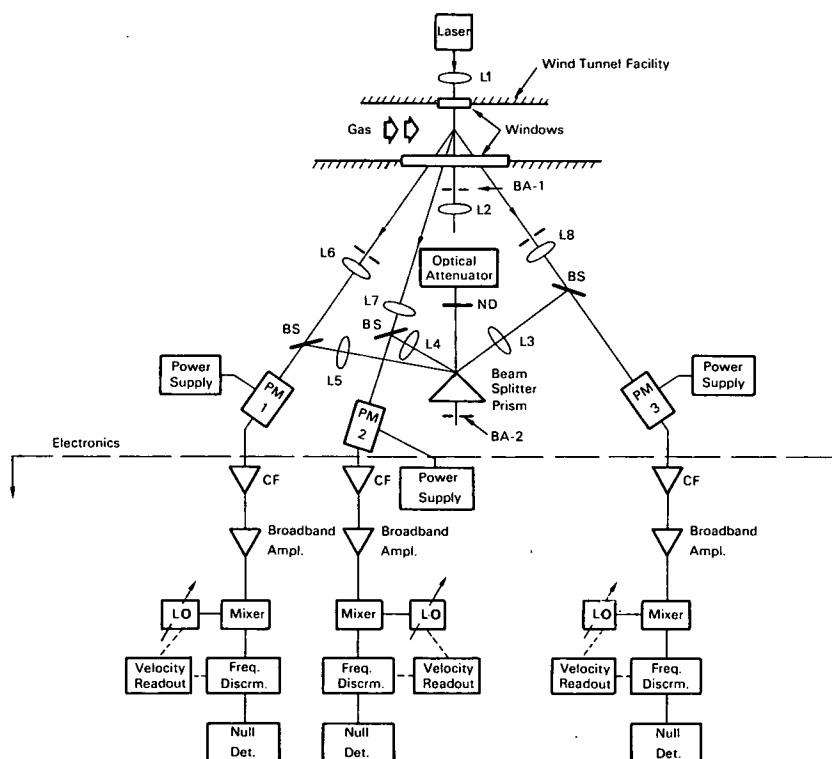 Laser
L1
Wind Tunnel Facility
Gas
Windows
BA-1
L2
L6
L8
Optical
Attenuator
BS
L7
ND
BS
BS
L4
L3
L5
Power
Supply
Beam
Splitter
Prism
Power
Supply
PM
1
PM
2
PM
3
BA-2
Electronics
CF
CF
Power
Supply
CF
Broadband
Ampl.
Broadband
Ampl.
Broadband
Ampl.
LO
Mixer
Mixer
LO
LO
Mixer
Velocity
Readout
Freq.
Discrm.
Freq.
Discrm.
Velocity
Readout
Velocity
Readout
Freq.
Discrm.
Null
Det.
Null
Det.
Null
Det.